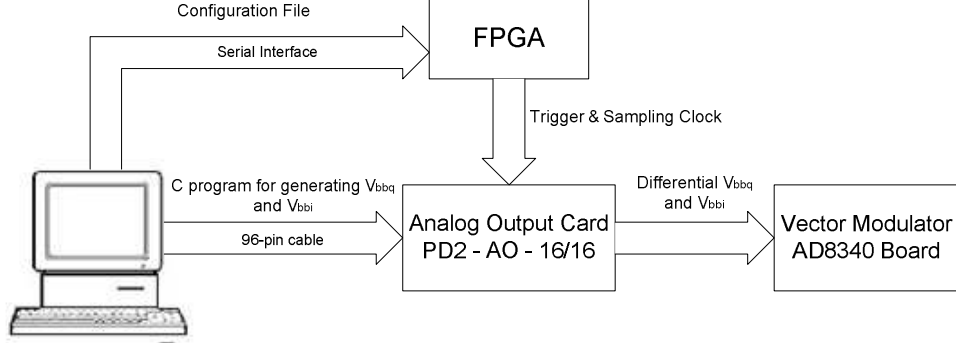 Configuration File
Serial Interface
FPGA
Trigger & Sampling Clock
C program for generating Vbbq
and Vbbi
96-pin cable
Analog Output Card
PD2 - AO - 16/16
Differential Vbbq
and Vbbi
Vector Modulator
AD8340 Board